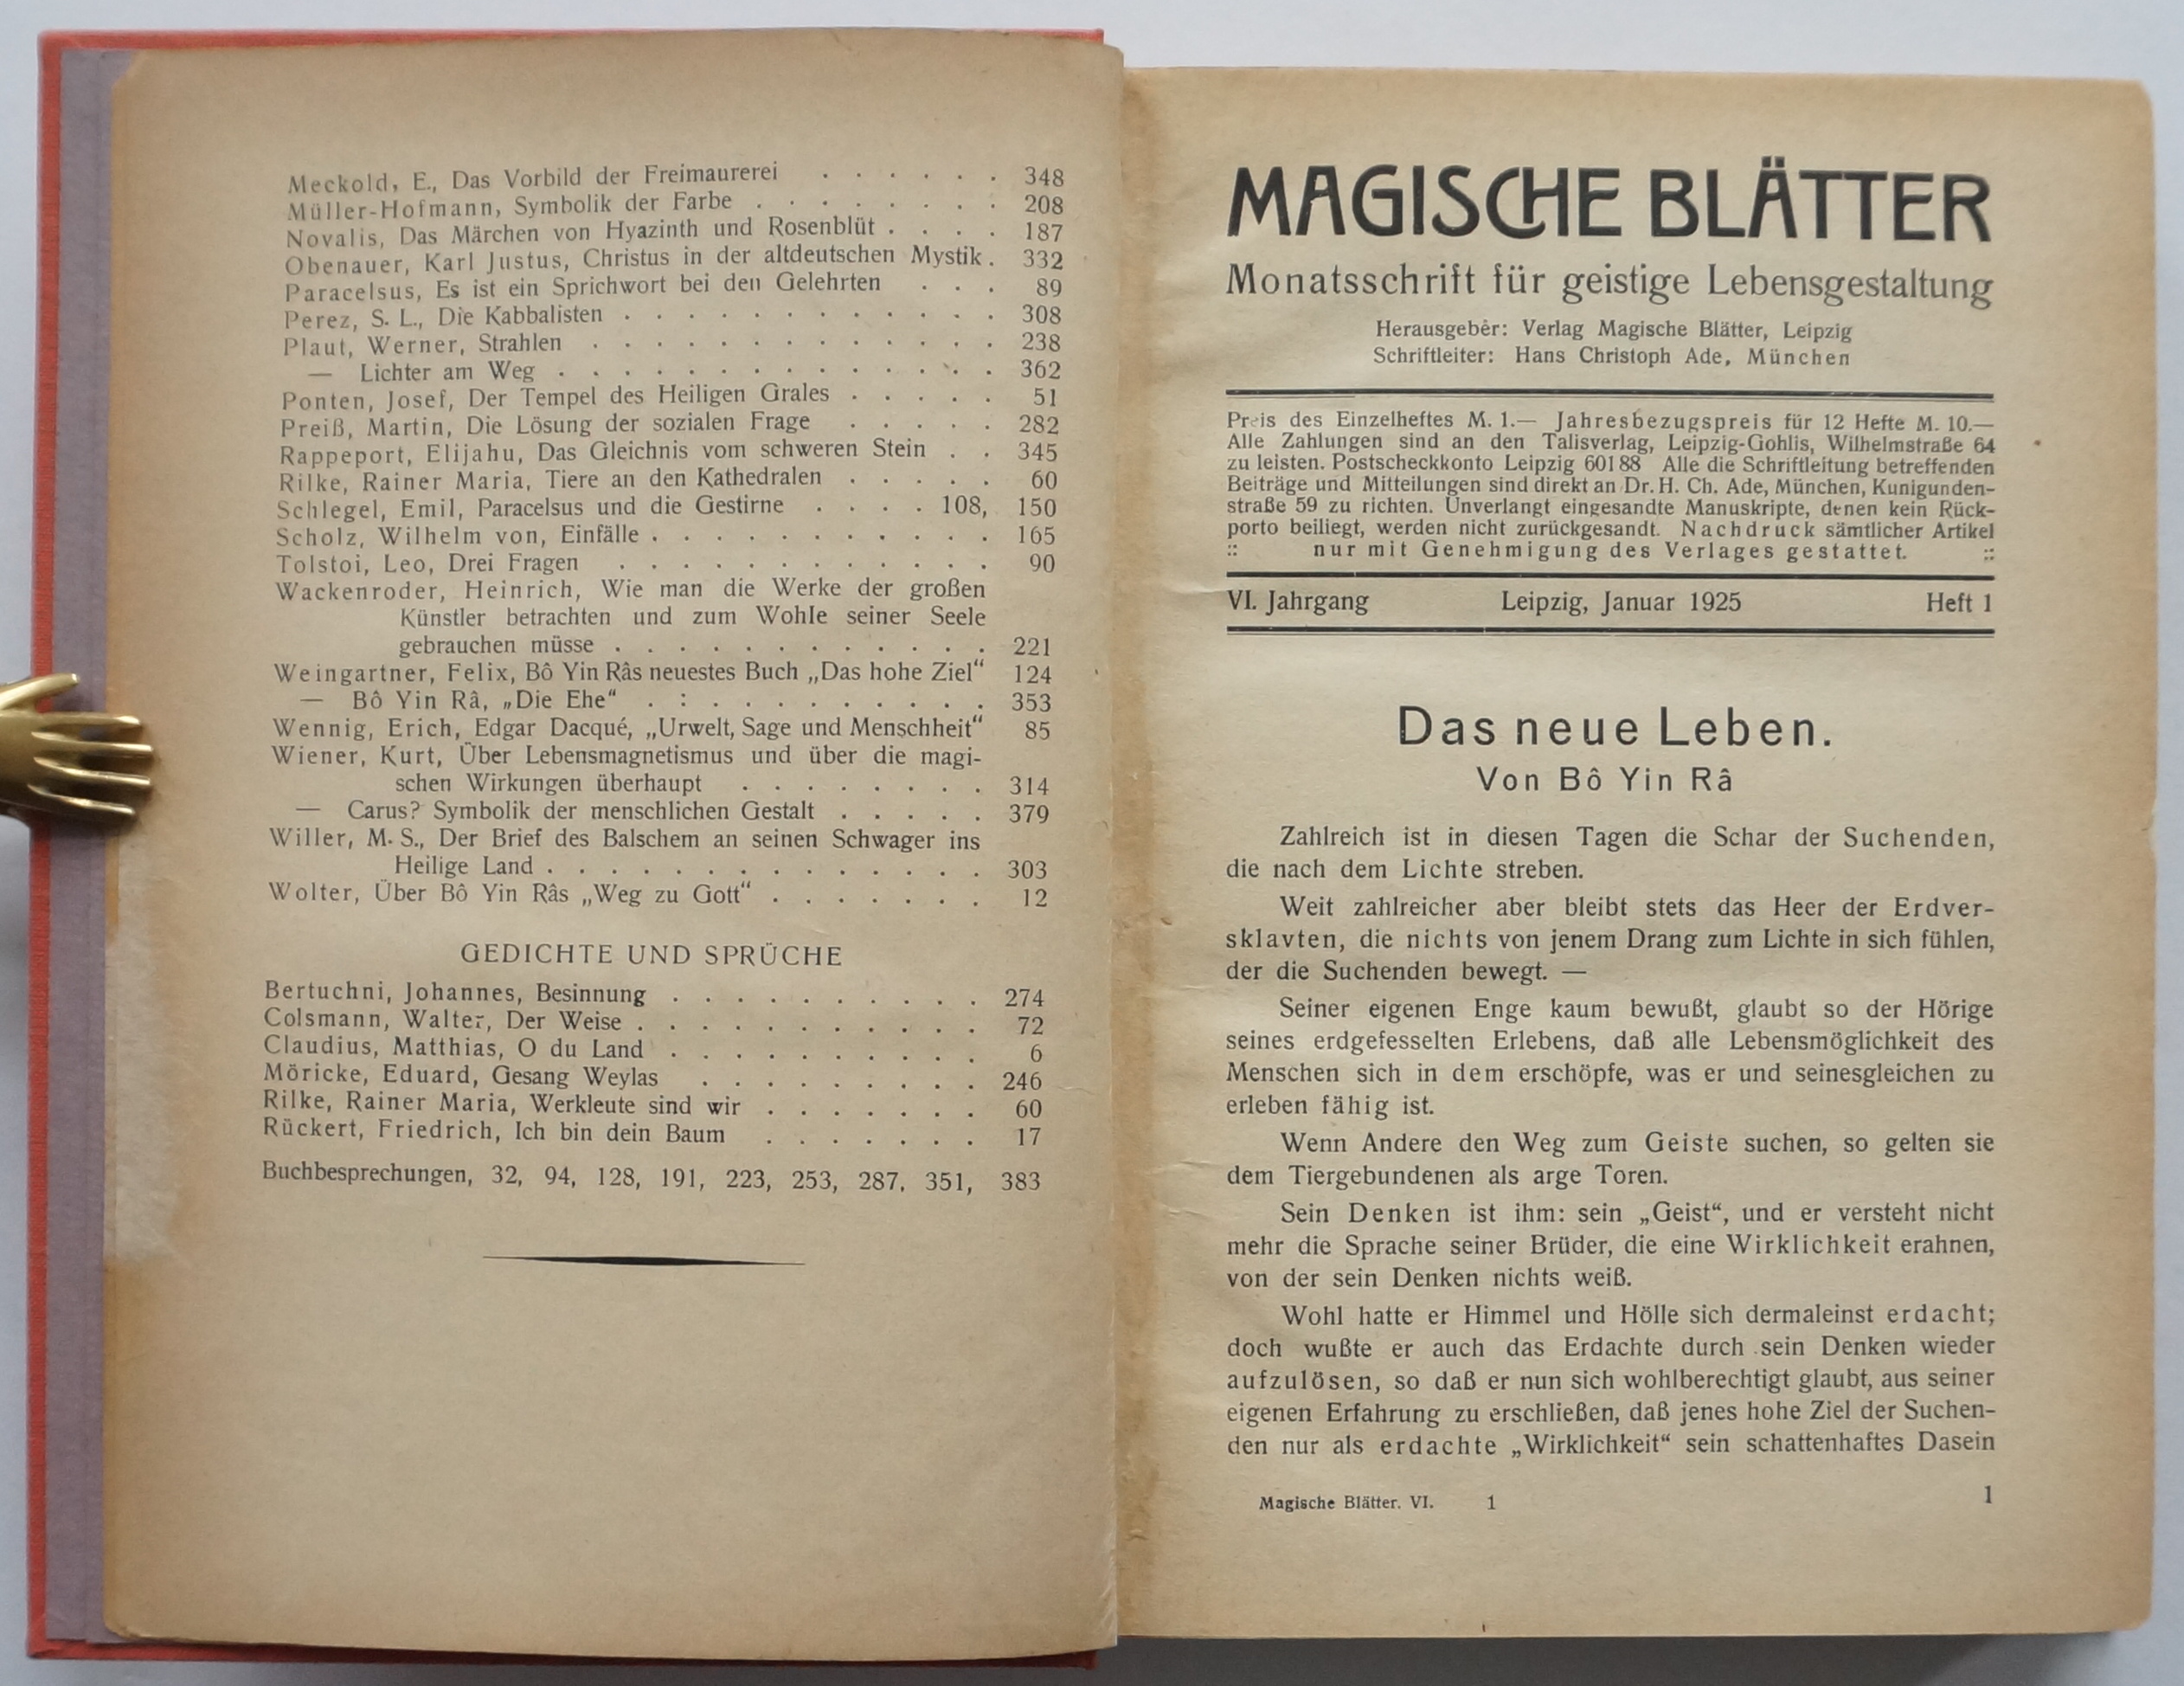 Meckold, E., Das Vorbild der Freimaurerei . . . . . . 348
Müller-Hofmann, Symbolik der Farbe . . . . . . . . 208
Novalis, Das Märchen von Hyazinth und Rosenblüt . . . . 187
Obenauer, Karl Justus, Christus in der altdeutschen Mystik . 332
Paracelsus, Es ist ein Sprichwort bei den Gelehrten . . . 89
Perez, S. L., Die Kabbalisten . . . . . . . . . . . . 308
Plaut, Werner, Strahlen . . . . . . . . . . . . . 238
— Lichter am Weg . . . . . . . . . . . . . . 362
Ponten, Josef, Der Tempel des Heiligen Grales . . . . . 51
Preiß, Martin, Die Lösung der sozialen Frage . . . . . 282
Rappeport, Elijahu, Das Gleichnis vom schweren Stein . . 345
Rilke, Rainer Maria, Tiere an den Kathedralen . . . . . 60
Schlegel, Emil, Paracelsus und die Gestirne . . . . 108, 150
Scholz, Wilhelm von, Einfälle . . . . . . . . . . . 165
Tolstoi, Leo, Drei Fragen . . . . . . . . . . . . 90
Wackenroder, Heinrich, Wie man die Werke der großen
Künstler betrachten und zum Wohle seiner Seele
gebrauchen müsse . . . . . . . . . . . . 221
Weingartner, Felix, Bô Yin Râs neuestes Buch „Das hohe Ziel“ 124
— Bô Yin Râ, „Die Ehe“ . : . . . . . . . . . 353
Wennig, Erich, Edgar Dacqué, „Urwelt, Sage und Menschheit“ 85
Wiener, Kurt, Über Lebensmagnetismus und über die magi-
schen Wirkungen überhaupt . . . . . . . . 314
— Carus? Symbolik der menschlichen Gestalt . . . . . 379
Willer, M. S., Der Brief des Balschem an seinen Schwager ins
Heilige Land . . . . . . . . . . . . . . 303
Wolter, Über Bô Yin Râs „Weg zu Gott“ . . . . . . . 12
GEDICHTE UND SPRÜCHE
Bertuchni, Johannes, Besinnung . . . . . . . . . . 274
Colsmann, Walter, Der Weise . . . . . . . . . . . 72
Claudius, Matthias, O du Land . . . . . . . . . . 6
Möricke, Eduard, Gesang Weylas . . . . . . . . . 246
Rilke, Rainer Maria, Werkleute sind wir . . . . . . . 60
Rückert, Friedrich, Ich bin dein Baum . . . . . . . 17
Buchbesprechungen, 32, 94, 128, 191, 223, 253, 287, 351, 383
MAGISCHE BLÄTTER
Monatsschrift für geistige Lebensgestaltung
Herausgeber: Verlag Magische Blätter, Leipzig
Schriftleiter: Hans Christoph Ade, München
Preis des Einzelheftes M. 1.— Jahresbezugspreis für 12 Hefte M. 10.—
Alle Zahlungen sind an den Talisverlag, Leipzig-Gohlis, Wilhelmstraße 64
zu leisten. Postscheckkonto Leipzig 60188 Alle die Schriftleitung betreffenden
Beiträge und Mitteilungen sind direkt an Dr. H. Ch. Ade, München, Kunigunden-
straße 59 zu richten. Unverlangt eingesandte Manuskripte, denen kein Rück-
porto beiliegt, werden nicht zurückgesandt. Nachdruck sämtlicher Artikel
:: nur mit Genehmigung des Verlages gestattet. ::
VI. Jahrgang Leipzig, Januar 1925 Heft 1
Das neue Leben.
Von Bô Yin Râ
Zahlreich ist in diesen Tagen die Schar der Suchenden,
die nach dem Lichte streben.
Weit zahlreicher aber bleibt stets das Heer der Erdver-
sklavten, die nichts von jenem Drang zum Lichte in sich fühlen,
der die Suchenden bewegt. —
Seiner eigenen Enge kaum bewußt, glaubt so der Hörige
seines erdgefesselten Erlebens, daß alle Lebensmöglichkeit des
Menschen sich in dem erschöpfe, was er und seinesgleichen zu
erleben fähig ist.
Wenn Andere den Weg zum Geiste suchen, so gelten sie
dem Tiergebundenen als arge Toren.
Sein Denken ist ihm: sein „Geist“, und er versteht nicht
mehr die Sprache seiner Brüder, die eine Wirklichkeit erahnen,
von der sein Denken nichts weiß.
Wohl hatte er Himmel und Hölle sich dermaleinst erdacht;
doch wußte er auch das Erdachte durch sein Denken wieder
aufzulösen, so daß er nun sich wohlberechtigt glaubt, aus seiner
eigenen Erfahrung zu erschließen, daß jenes hohe Ziel der Suchen-
den nur als erdachte „Wirklichkeit“ sein schattenhaftes Dasein
Magische Blätter. VI. 1
1